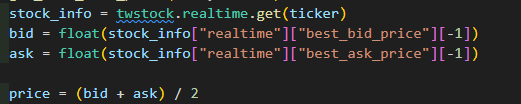 stock_info = twstock.realtime.get(ticker)
bid = float(stock_info["realtime"]["best_bid_price"][-1])
ask = float(stock_info["realtime"]["best_ask_price"][-1])
price = (bid + ask) / 2